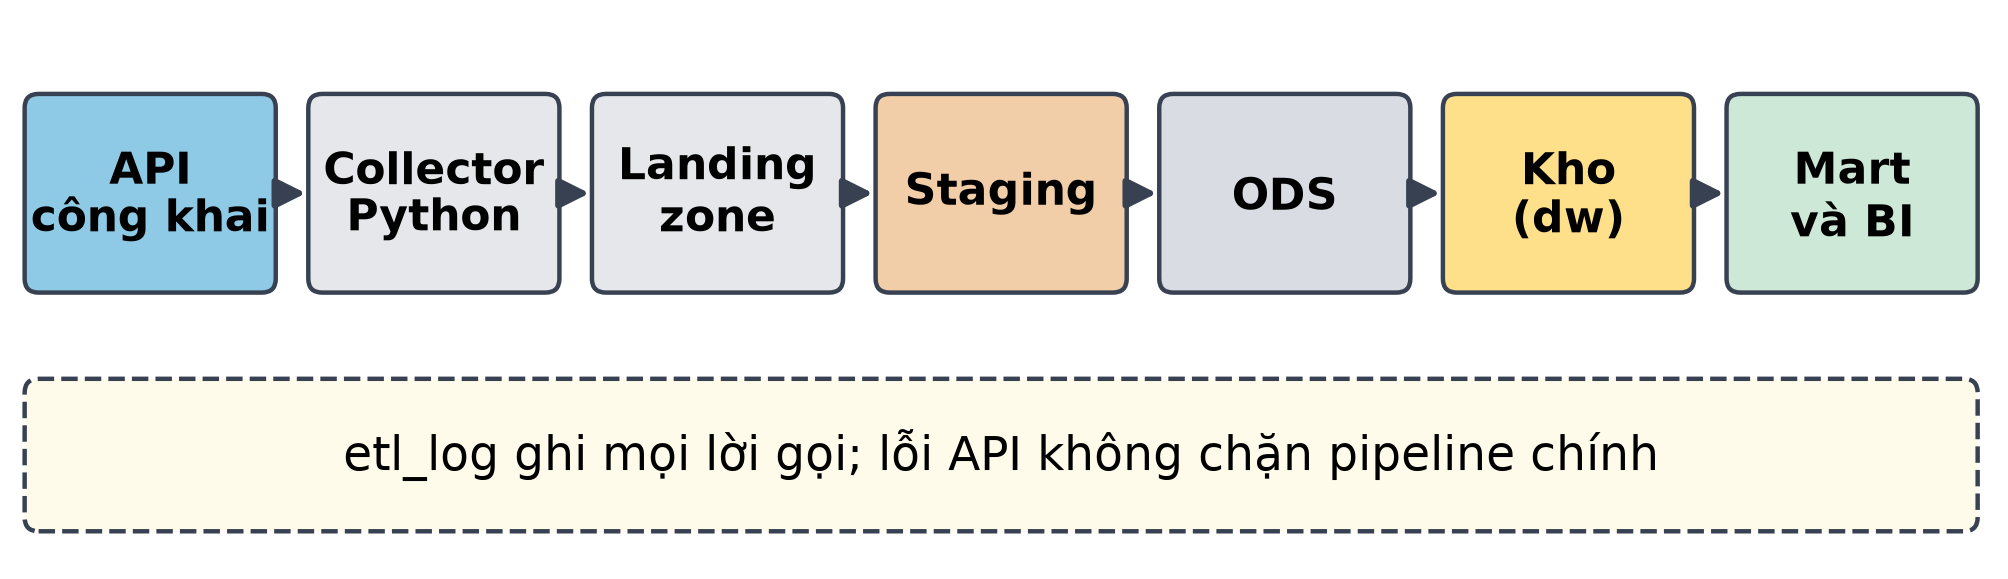 API
công khai
Collector
Python
Landing
zone
Staging
ODS
Kho
(dw)
Mart
và BI
etl_log ghi mọi lời gọi; lỗi API không chặn pipeline chính